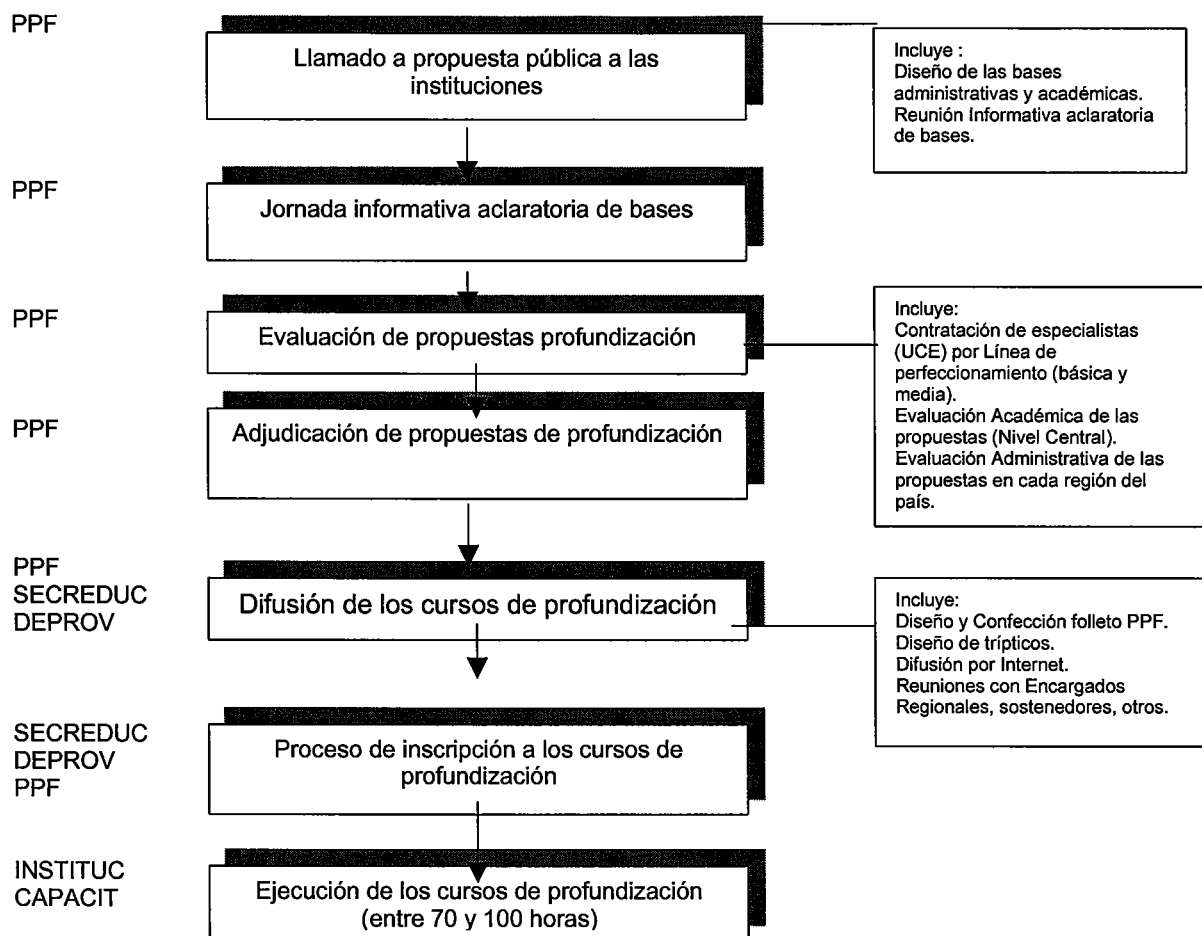 PPF
Llamado a propuesta pública a las
instituciones
Incluye :
Diseño de las bases
administrativas y académicas.
Reunión Informativa aclaratoria
de bases.
PPF
Jornada informativa aclaratoria de bases
PPF
Evaluación de propuestas profundización
Incluye:
Contratación de especialistas
(UCE) por Línea de
perfeccionamiento (básica y
media).
Evaluación Académica de las
propuestas (Nivel Central).
Evaluación Administrativa de las
propuestas en cada región del
país.
PPF
Adjudicación de propuestas de profundización
PPF
SECREDUC
DEPROV
Difusión de los cursos de profundización
Incluye:
Diseño y Confección folleto PPF.
Diseño de trípticos.
Difusión por Internet.
Reuniones con Encargados
Regionales, sostenedores, otros.
SECREDUC
DEPROV
PPF
Proceso de inscripción a los cursos de
profundización
INSTITUC
CAPACIT
Ejecución de los cursos de profundización
(entre 70 y 100 horas)